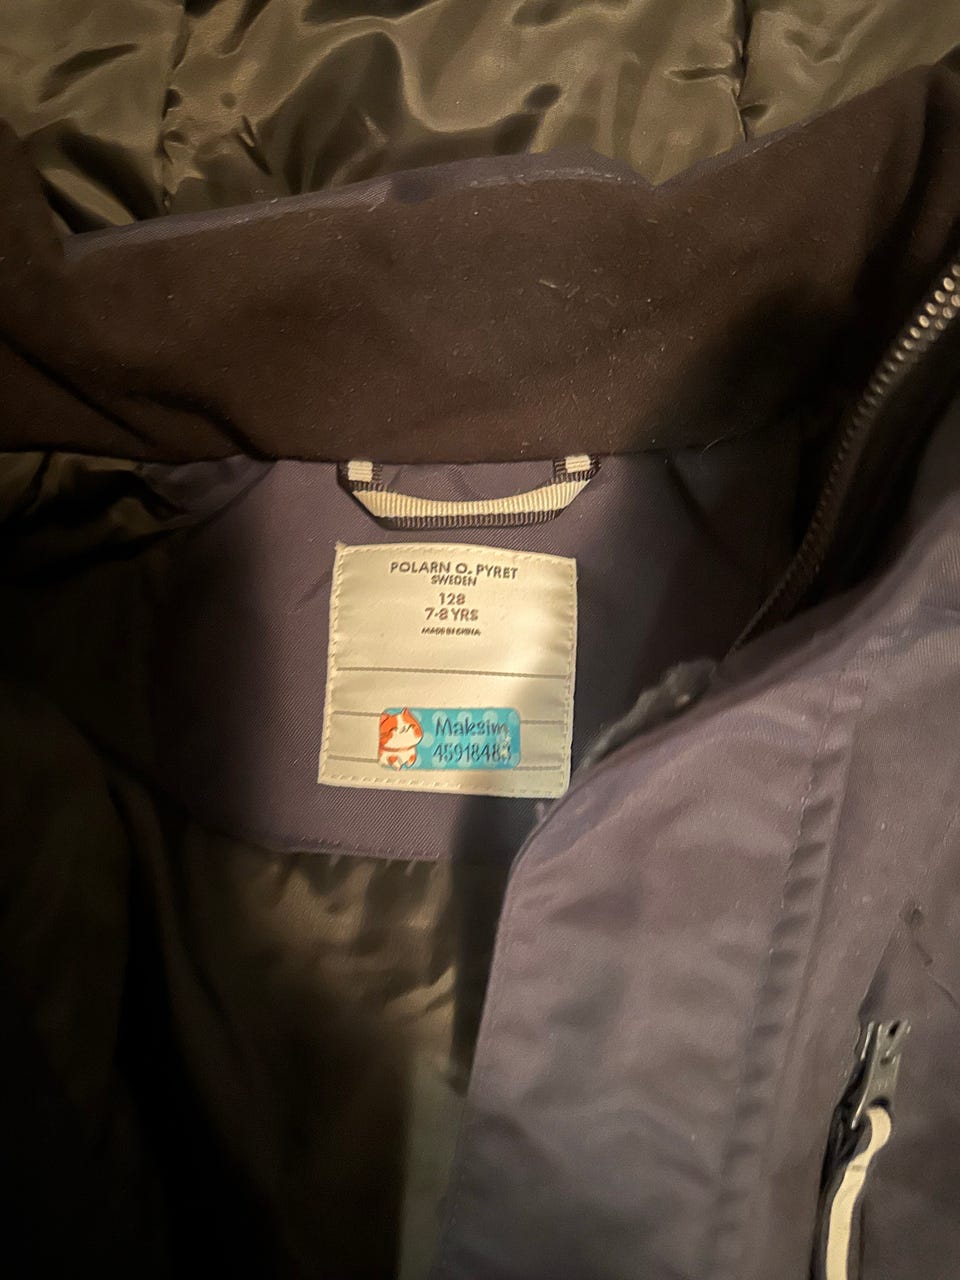 POLARN O. PYRET
SWEDEN
128
7-8 YRS
MADE IN CHINA
Maksim
45918483